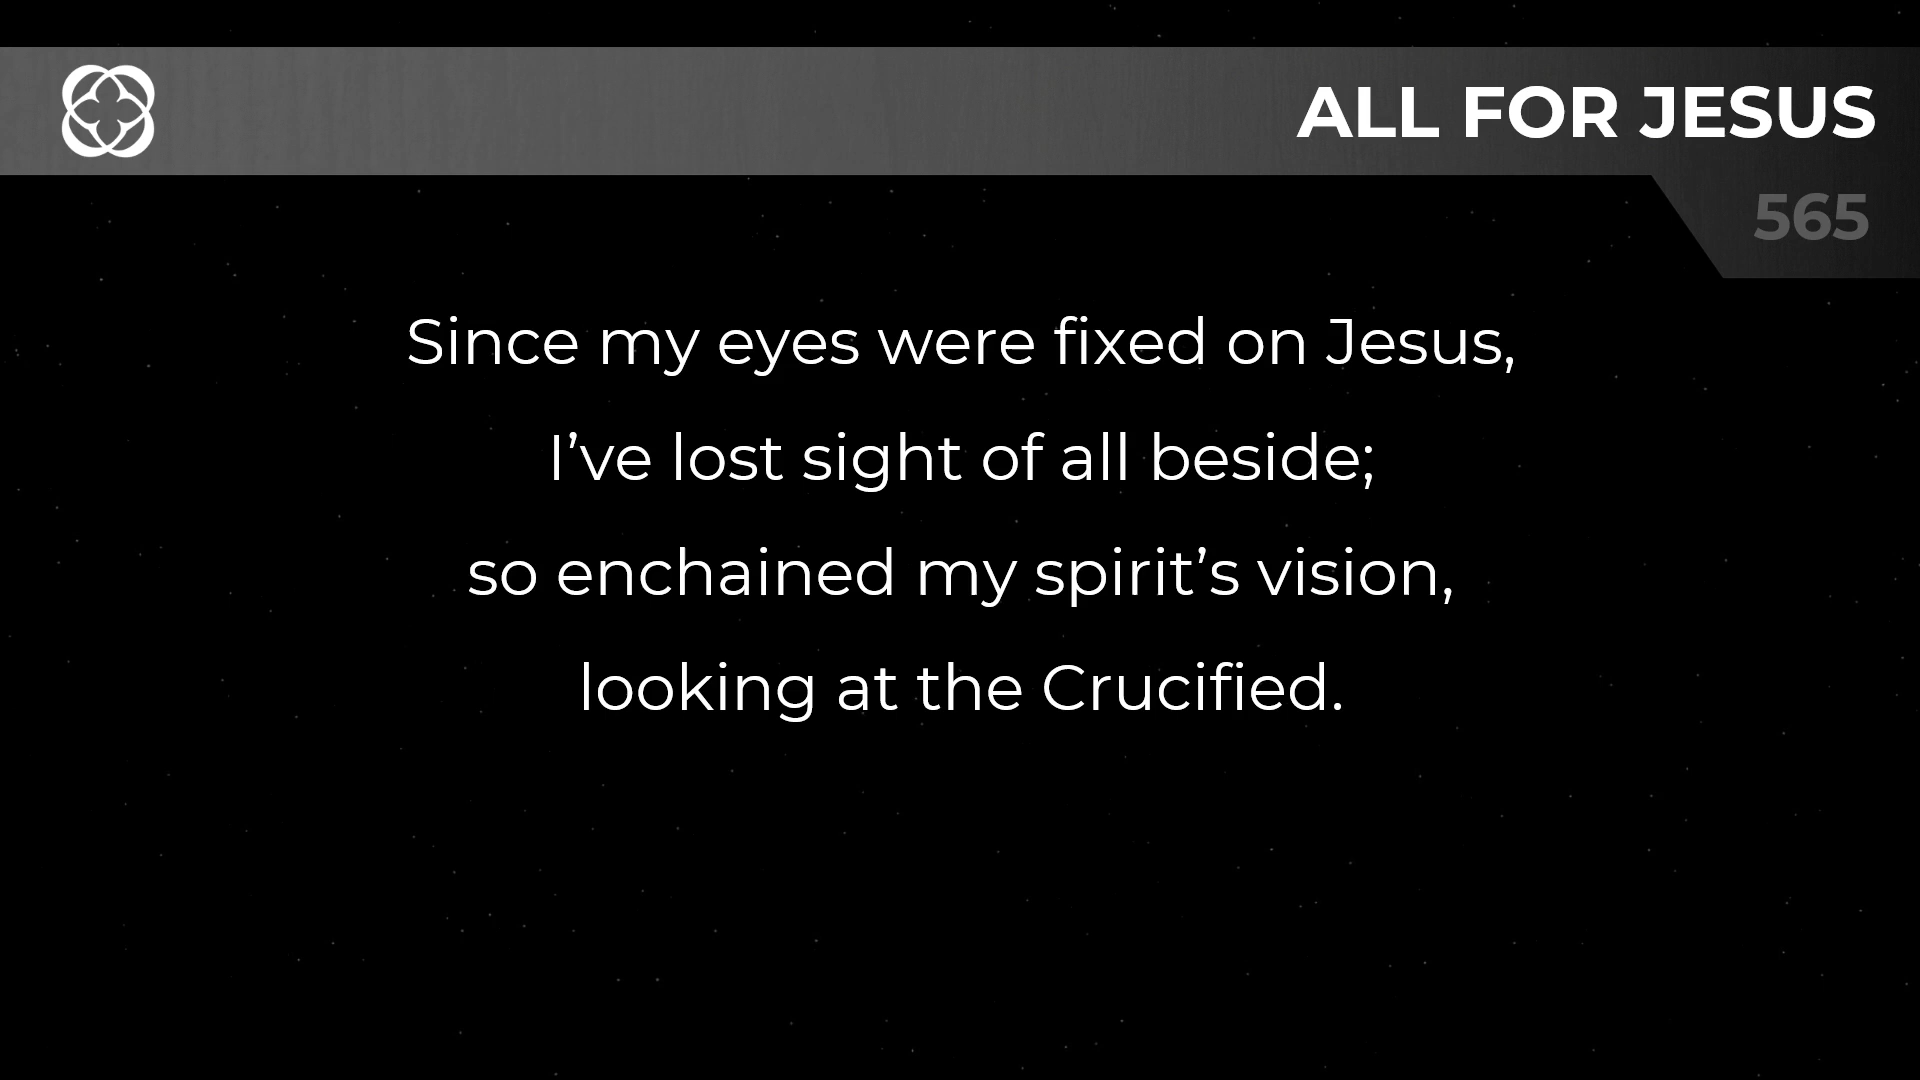 ALL FOR JESUS
565
Since my eyes were fixed on Jesus,
I’ve lost sight of all beside;
so enchained my spirit’s vision,
looking at the Crucified.